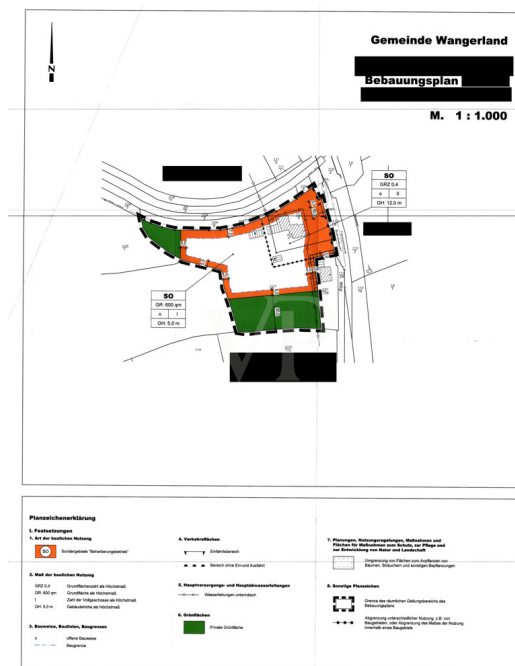 Gemeinde Wangerland
Bebauungsplan
M. 1 : 1.000
SO
GRZ 0,4
o II
GH: 12,0 m
SO
GR: 600 qm
o I
GH: 5,0 m
VP
Planzeichenerklärung
I. Festsetzungen
1. Art der baulichen Nutzung
SO Sondergebiete "Beherbergungsbetrieb"
2. Maß der baulichen Nutzung
GRZ 0,4 Grundflächenzahl als Höchstmaß
GR: 600 qm Grundfläche als Höchstmaß
I Zahl der Vollgeschosse als Höchstmaß
GH: 5,0 m Gebäudehöhe als Höchstmaß
3. Bauweise, Baulinien, Baugrenzen
o offene Bauweise
Baugrenze
4. Verkehrsflächen
Einfahrtsbereich
Bereich ohne Ein-und Ausfahrt
5. Hauptversorgungs- und Hauptabwasserleitungen
Wasserleitungen unterirdisch
6. Grünflächen
Private Grünfläche
7. Planungen, Nutzungsregelungen, Maßnahmen und
Flächen für Maßnahmen zum Schutz, zur Pflege und
zur Entwicklung von Natur und Landschaft
Umgrenzung von Flächen zum Anpflanzen von
Bäumen, Sträuchern und sonstigen Bepflanzungen
8. Sonstige Planzeichen
Grenze des räumlichen Geltungsbereichs des
Bebauungsplans
Abgrenzung unterschiedlicher Nutzung, z.B. von
Baugebieten, oder Abgrenzung des Maßes der Nutzung
innerhalb eines Baugebiets